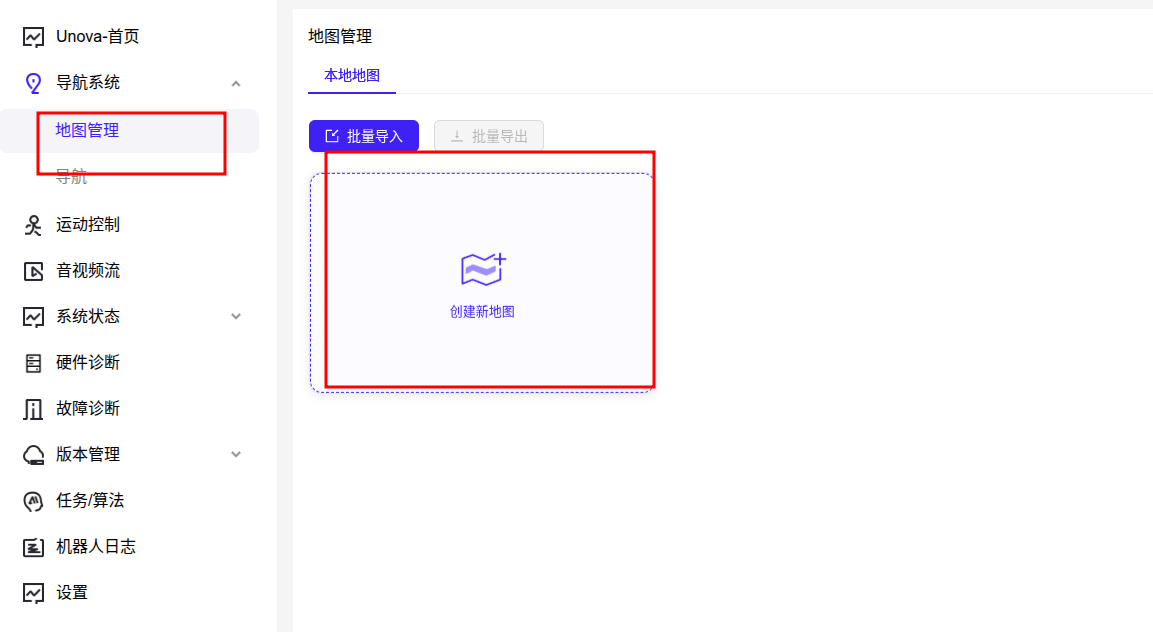 Unova-首页
导航系统
地图管理
导航
运动控制
音视频流
系统状态
硬件诊断
故障诊断
版本管理
任务/算法
机器人日志
设置
地图管理
本地地图
批量导入
批量导出
创建新地图